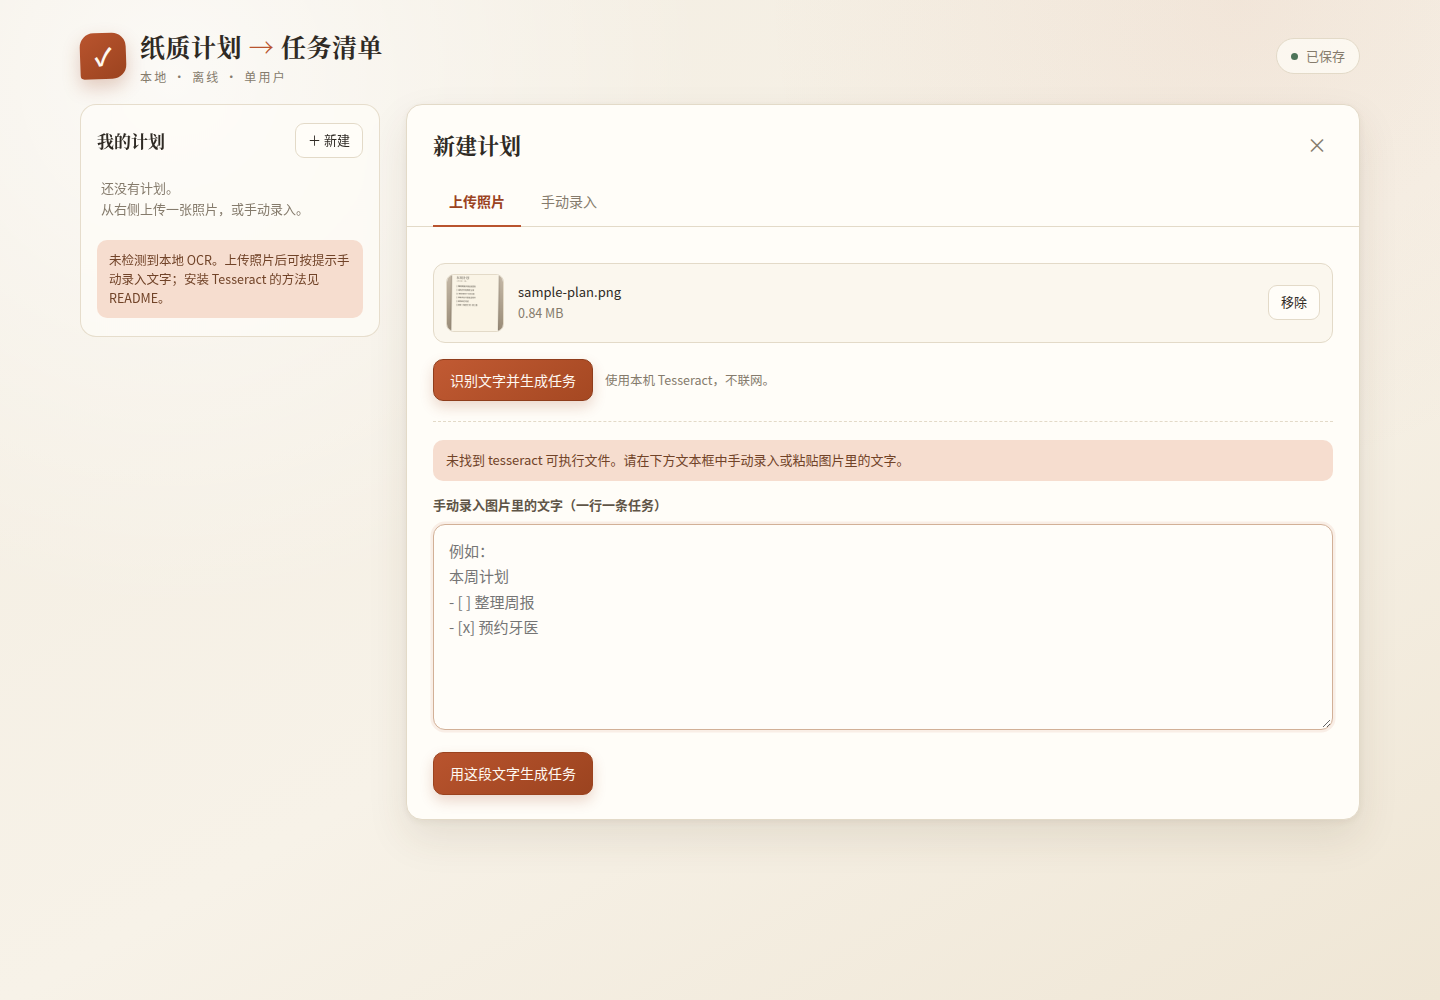 纸质计划 → 任务清单
本地 · 离线 · 单用户
已保存
我的计划
+ 新建
还没有计划。
从右侧上传一张照片，或手动录入。
未检测到本地 OCR。上传照片后可按提示手
动录入文字；安装 Tesseract 的方法见
README。
新建计划
上传照片
手动录入
sample-plan.png
0.84 MB
移除
识别文字并生成任务
使用本机 Tesseract，不联网。
未找到 tesseract 可执行文件。请在下方文本框中手动录入或粘贴图片里的文字。
手动录入图片里的文字（一行一条任务）
例如：
本周计划
- [ ] 整理周报
- [x] 预约牙医
用这段文字生成任务